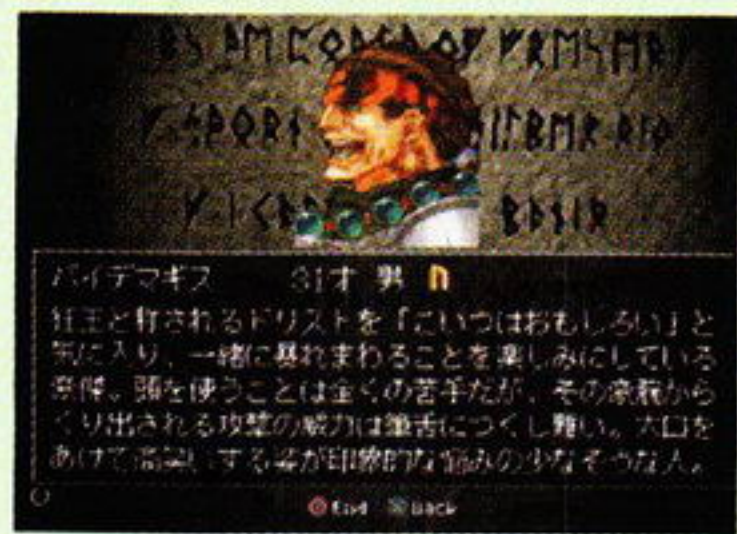 バイデマギス 31才 男
狂王と称されるドリストを「こいつはおもしろい」と
気に入り、一緒に暴れまわることを楽しみにしている
豪傑。頭を使うことは全くの苦手だが、その豪腕から
くり出される攻撃の威力は筆舌につくし難い。大口を
あけて高笑いする姿が印象的な悩みの少なそうな人。
End Back